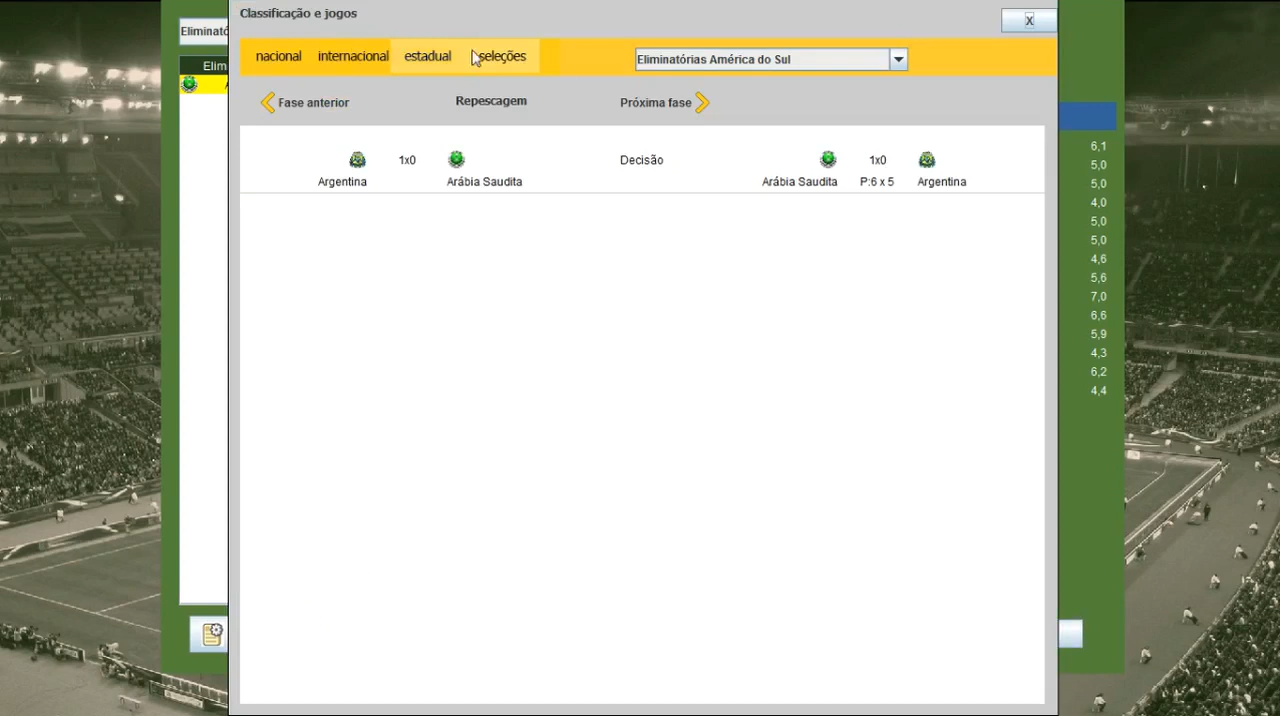 Classificação e jogos
X
Eliminató
nacional internacional estadual seleções Eliminatórias América do Sul
Elim
Fase anterior Repescagem Próxima fase
6,1
1x0 Decisão 1x0
5,0
Argentina Arábia Saudita Arábia Saudita P:6 x 5 Argentina
5,0
4,0
5,0
5,0
4,6
5,6
7,0
6,6
5,9
4,3
6,2
4,4